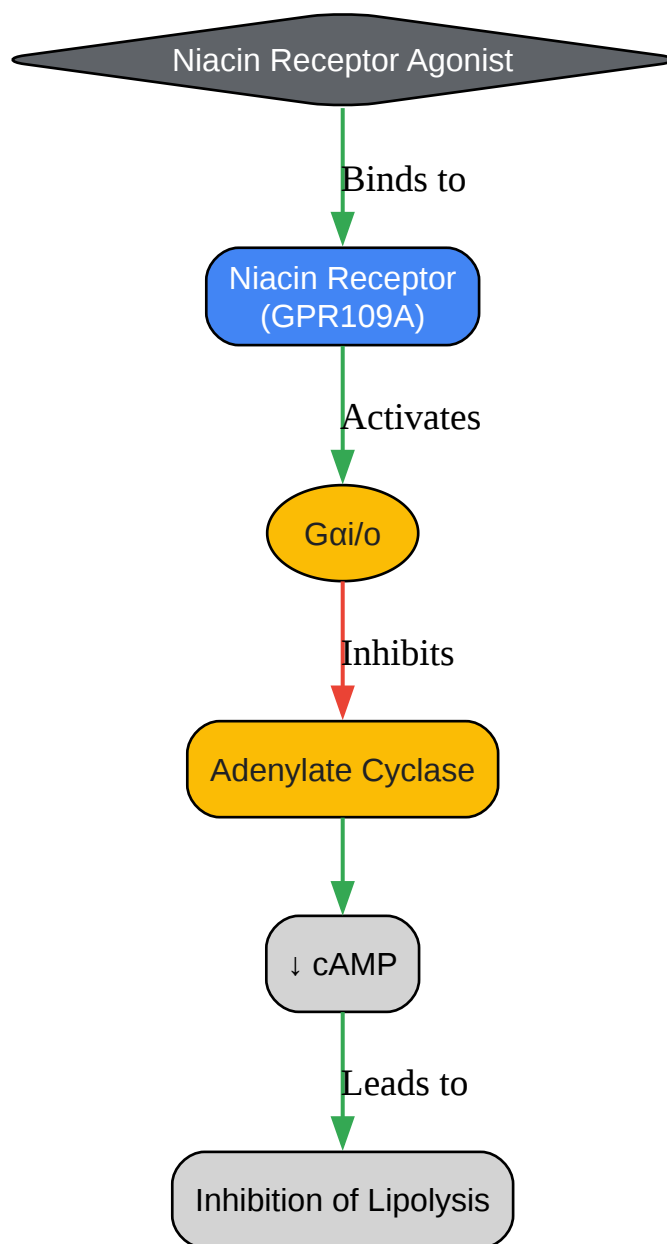 Niacin Receptor Agonist
Binds to
Niacin Receptor
(GPR109A)
Activates
Gαi/o
Inhibits
Adenylate Cyclase
↓ cAMP
Leads to
Inhibition of Lipolysis